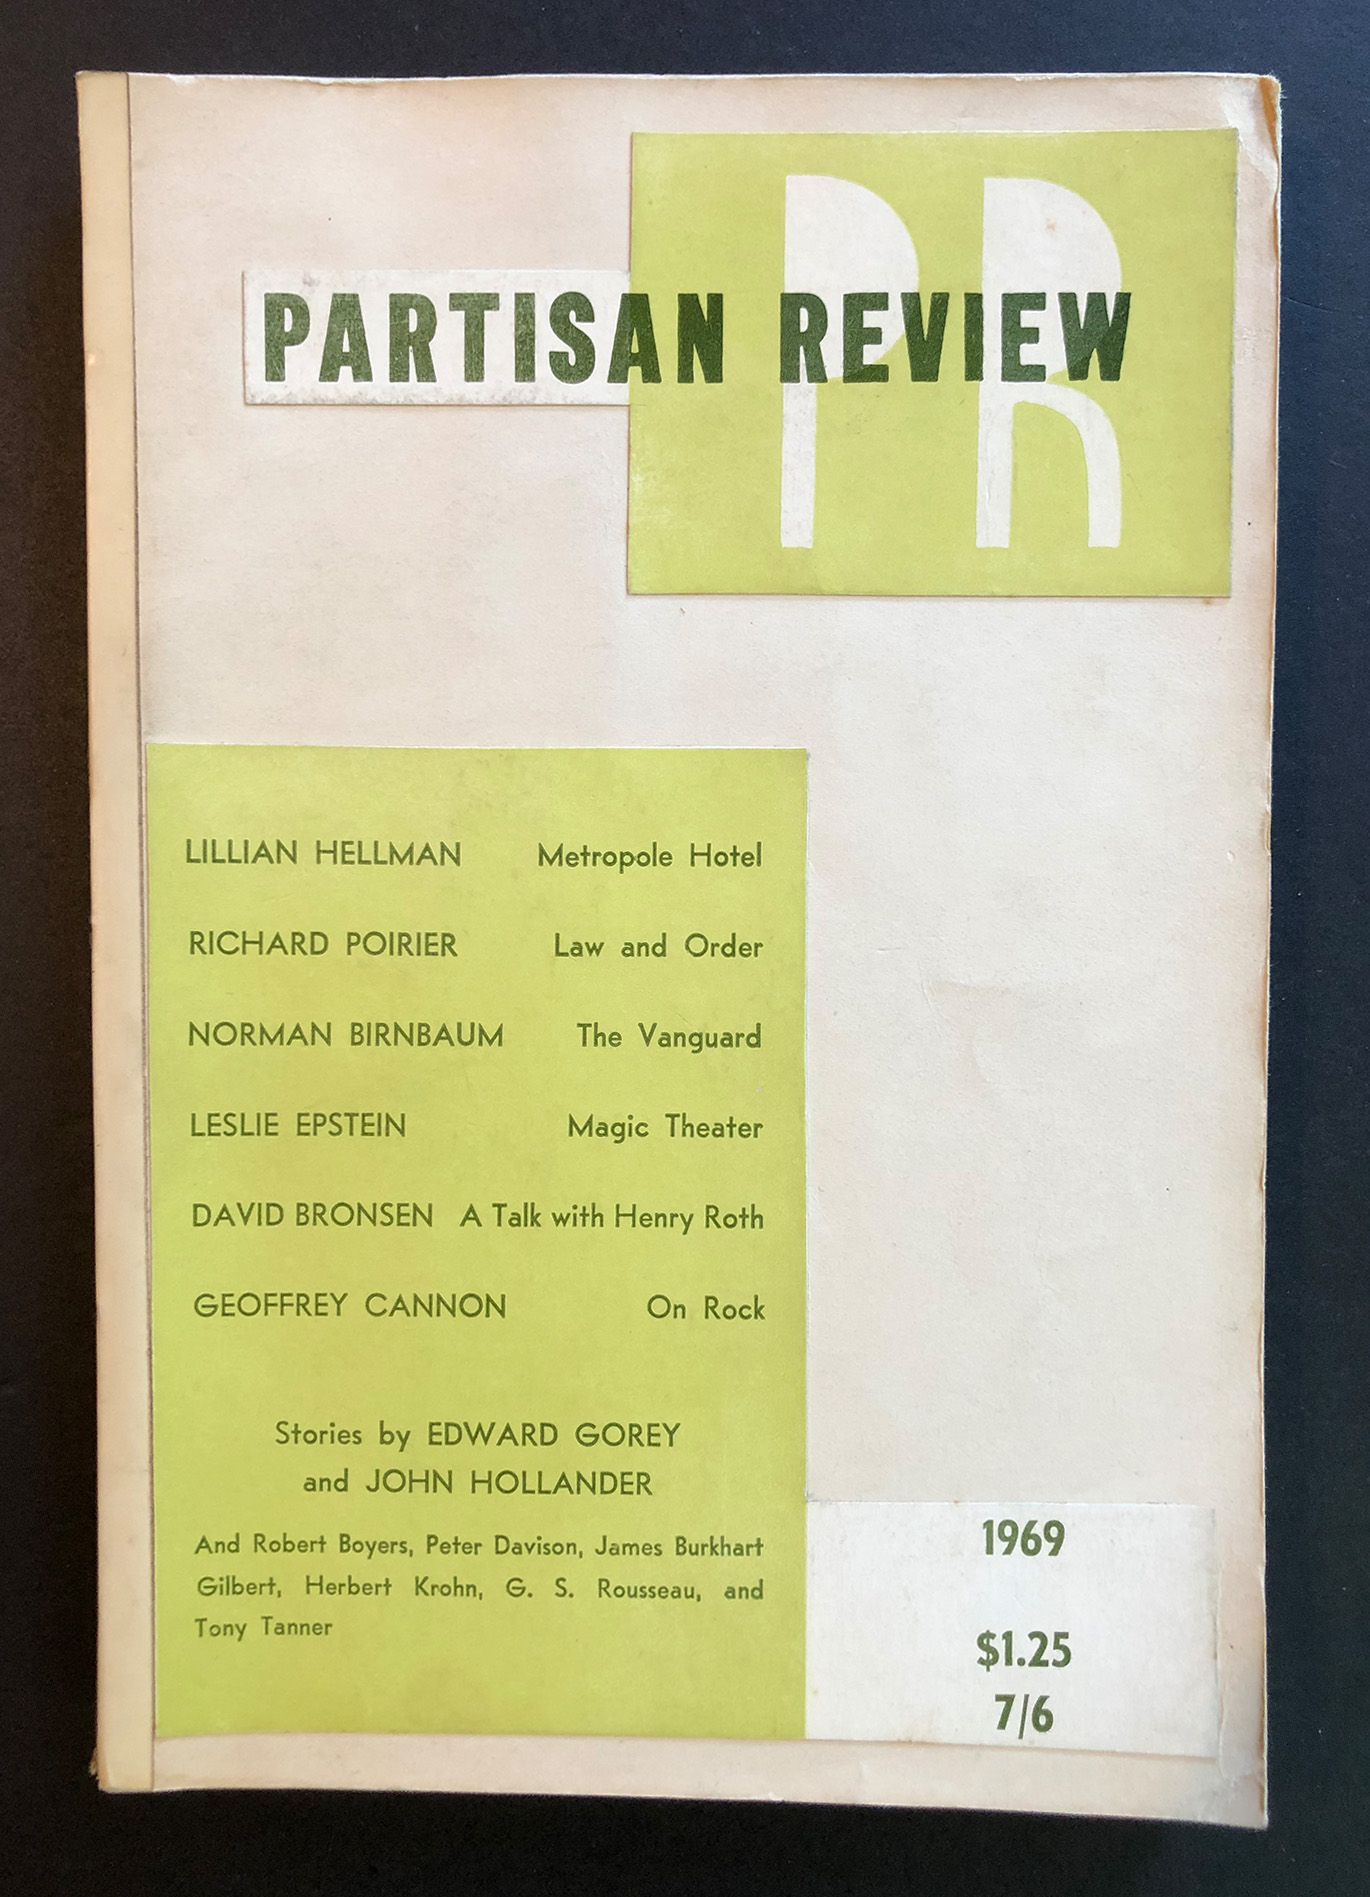 PR
PARTISAN REVIEW
LILLIAN HELLMAN Metropole Hotel
RICHARD POIRIER Law and Order
NORMAN BIRNBAUM The Vanguard
LESLIE EPSTEIN Magic Theater
DAVID BRONSEN A Talk with Henry Roth
GEOFFREY CANNON On Rock
Stories by EDWARD GOREY
and JOHN HOLLANDER
And Robert Boyers, Peter Davison, James Burkhart
Gilbert, Herbert Krohn, G. S. Rousseau, and
Tony Tanner
1969
$1.25
7/6